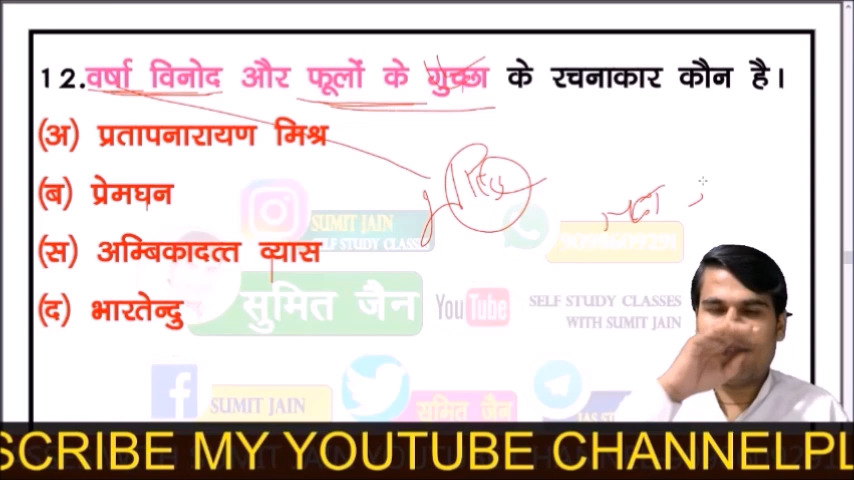 12.वर्षा विनोद और फूलों के गुच्छा के रचनाकार कौन है।
(अ) प्रतापनारायण मिश्र
(ब) प्रेमघन
(स) अम्बिकादत्त व्यास
(द) भारतेन्दु
SUMIT JAIN
SELF STUDY CLASSES
सुमित जैन
YouTube
SELF STUDY CLASSES
WITH SUMIT JAIN
SUMIT JAIN
सुमित जैन
SCRIBE MY YOUTUBE CHANNELPL